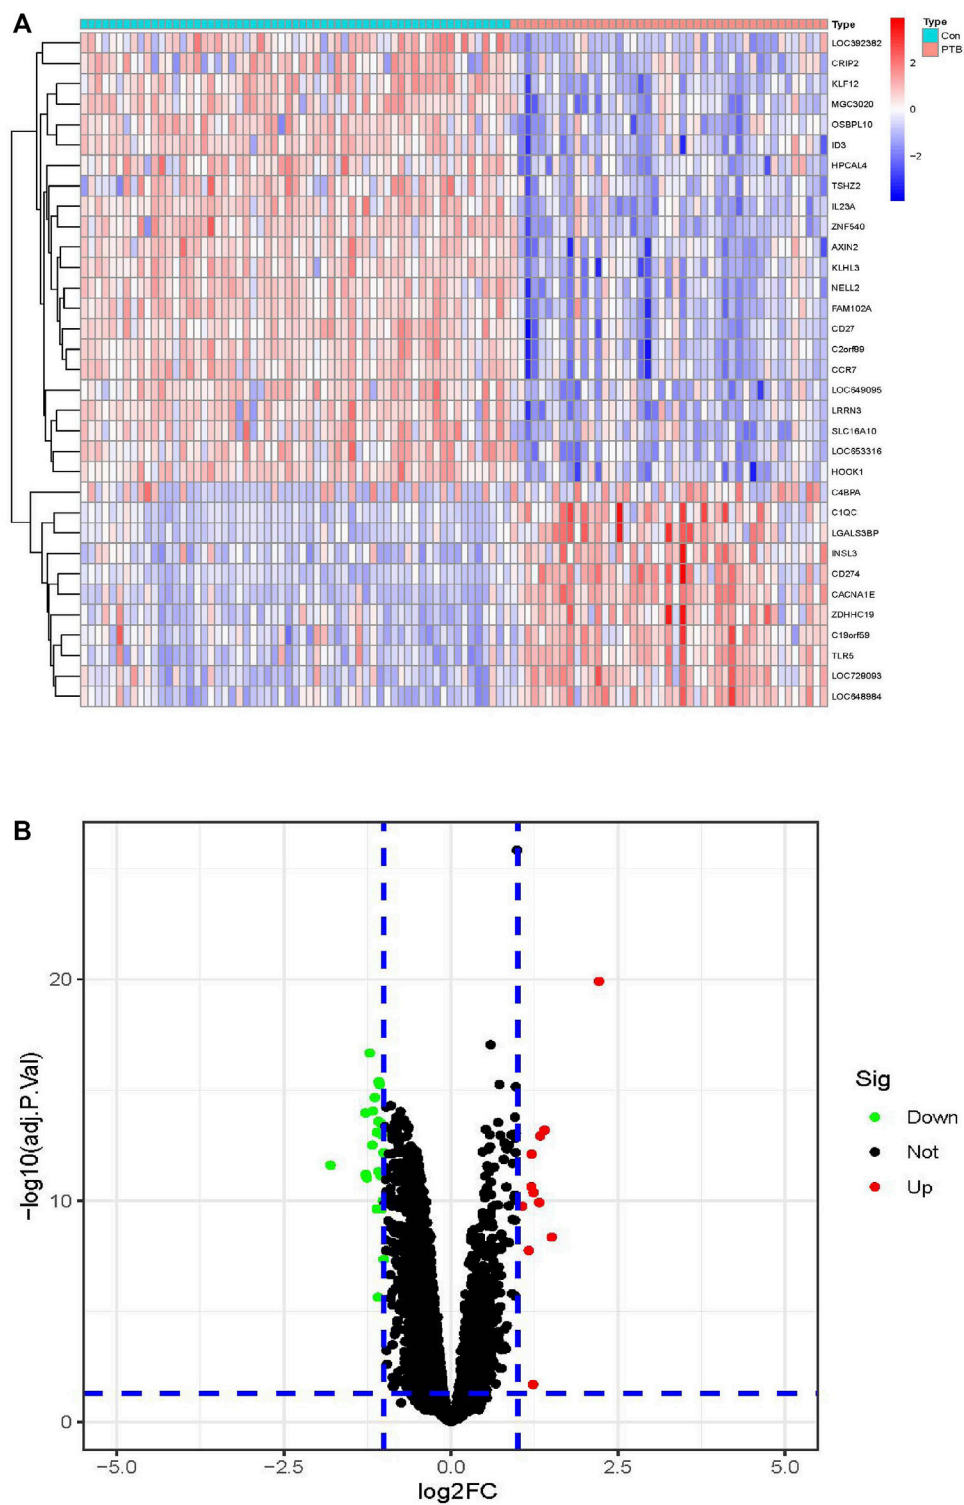 A
Type
Type
Con
PTB
2
0
−2
LOC392382
CRIP2
KLF12
MGC3020
OSBPL10
ID3
HPCAL4
TSHZ2
IL23A
ZNF540
AXIN2
KLHL3
NELL2
FAM102A
CD27
C2orf89
CCR7
LOC649095
LRRN3
SLC16A10
LOC653316
HOOK1
C4BPA
C1QC
LGALS3BP
INSL3
CD274
CACNA1E
ZDHHC19
C19orf59
TLR5
LOC728093
LOC648984
B
20
10
0
−log10(adj.P.Val)
−5.0
−2.5
0.0
2.5
5.0
log2FC
Sig
Down
Not
Up